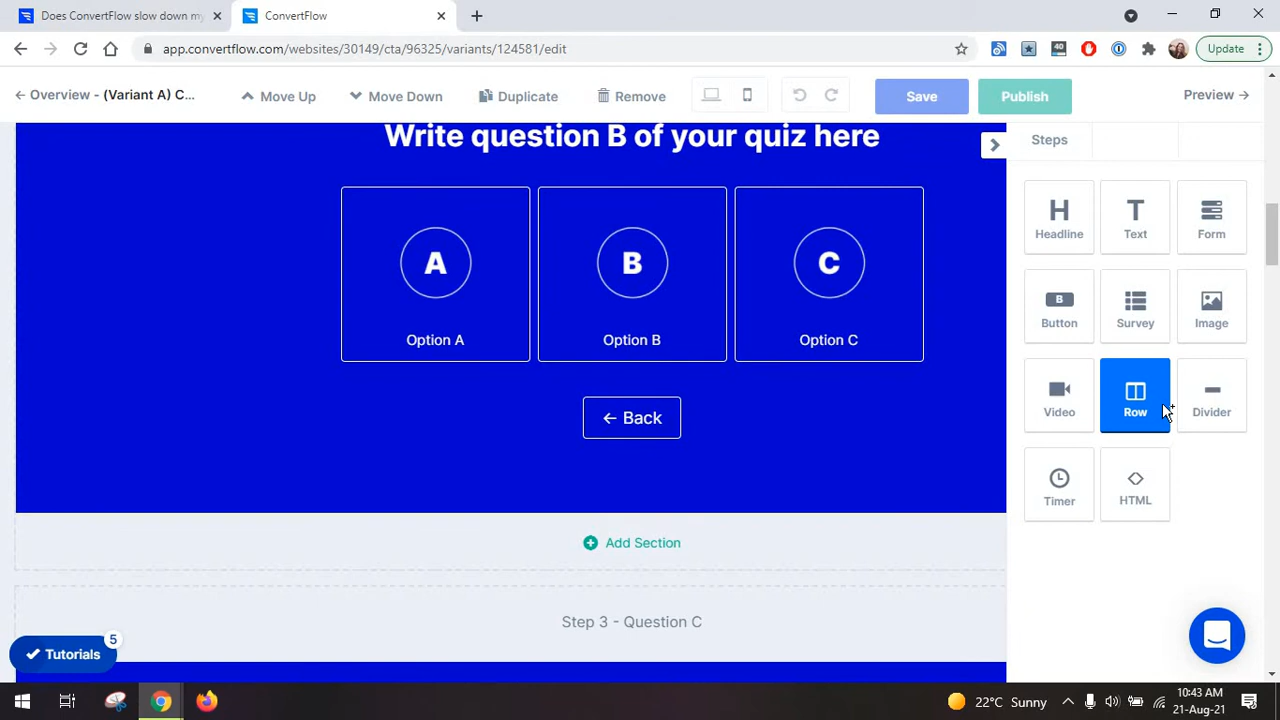 Does ConvertFlow slow down my
ConvertFlow
app.convertflow.com/websites/30149/cta/96325/variants/124581/edit
40
Update
← Overview - (Variant A) C...
Move Up
Move Down
Duplicate
Remove
Save
Publish
Preview →
Write question B of your quiz here
A
B
C
Option A
Option B
Option C
← Back
Add Section
Step 3 - Question C
Steps
H
Headline
T
Text
Form
B
Button
Survey
Image
Video
Row
Divider
Timer
<> HTML
Tutorials
5
22°C Sunny
10:43 AM
21-Aug-21